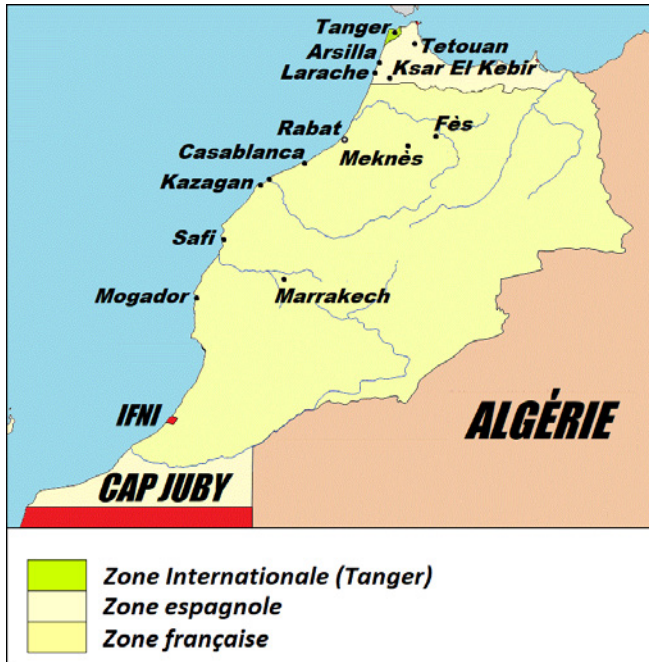 Tanger
Tetouan
Arsilla
Larache
Ksar El Kebir
Rabat
Fès
Casablanca
Meknès
Kazagan
Safi
Mogador
Marrakech
IFNI
ALGÉRIE
CAP JUBY
Zone Internationale (Tanger)
Zone espagnole
Zone française